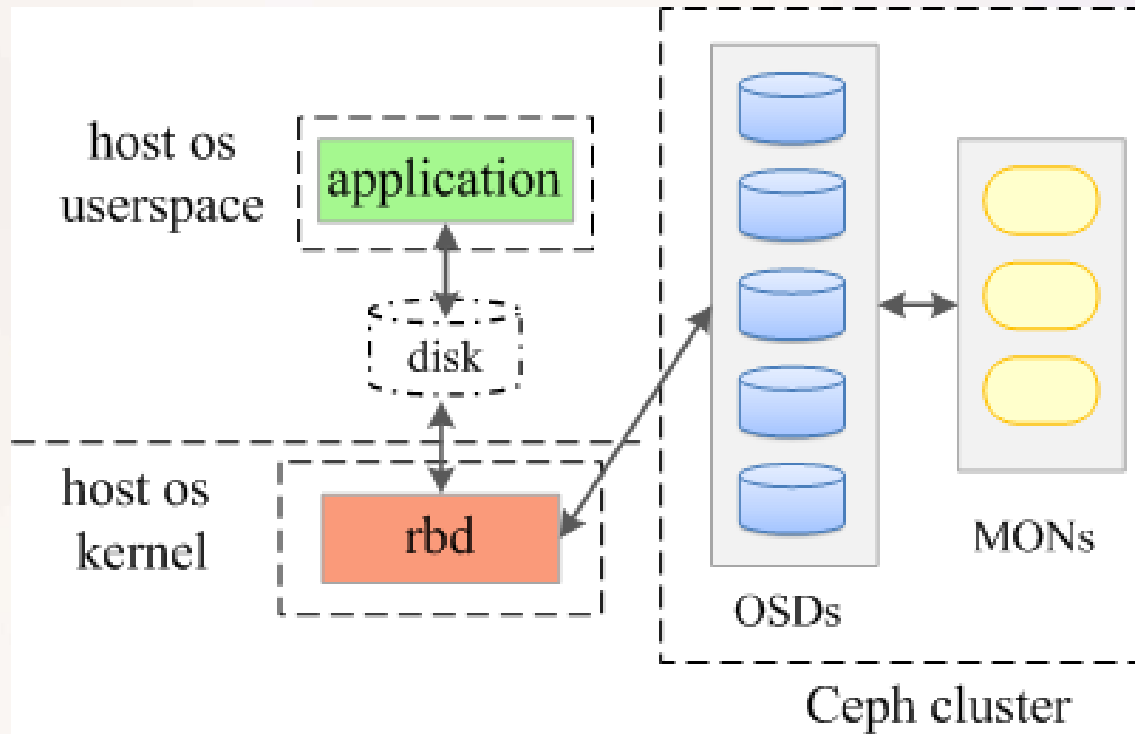 host os
userspace
application
disk
host os
kernel
rbd
OSDs
MONs
Ceph cluster